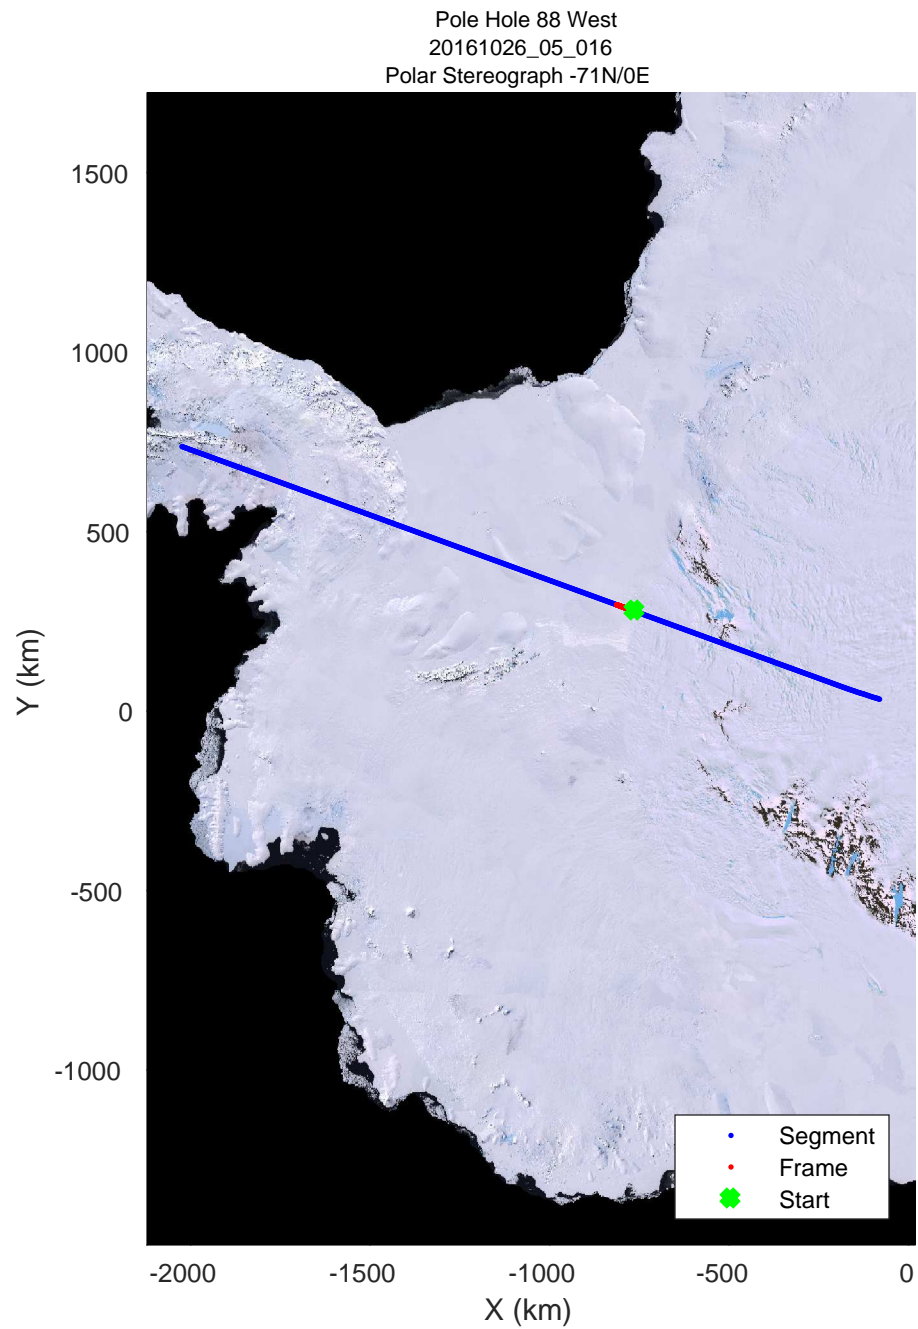 Pole Hole 88 West
20161026_05_016
Polar Stereograph -71N/0E
1500
1000
500
0
-500
-1000
Y (km)
-2000
-1500
-1000
-500
0
X (km)
Segment
Frame
Start